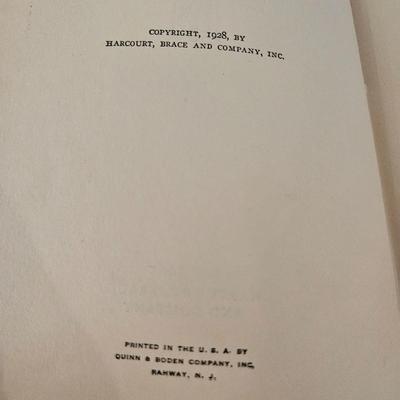 COPYRIGHT, 1928, BY
HARCOURT, BRACE AND COMPANY, INC.
PRINTED IN THE U. S. A. BY
QUINN & BODEN COMPANY, INC.
RAHWAY, N. J.